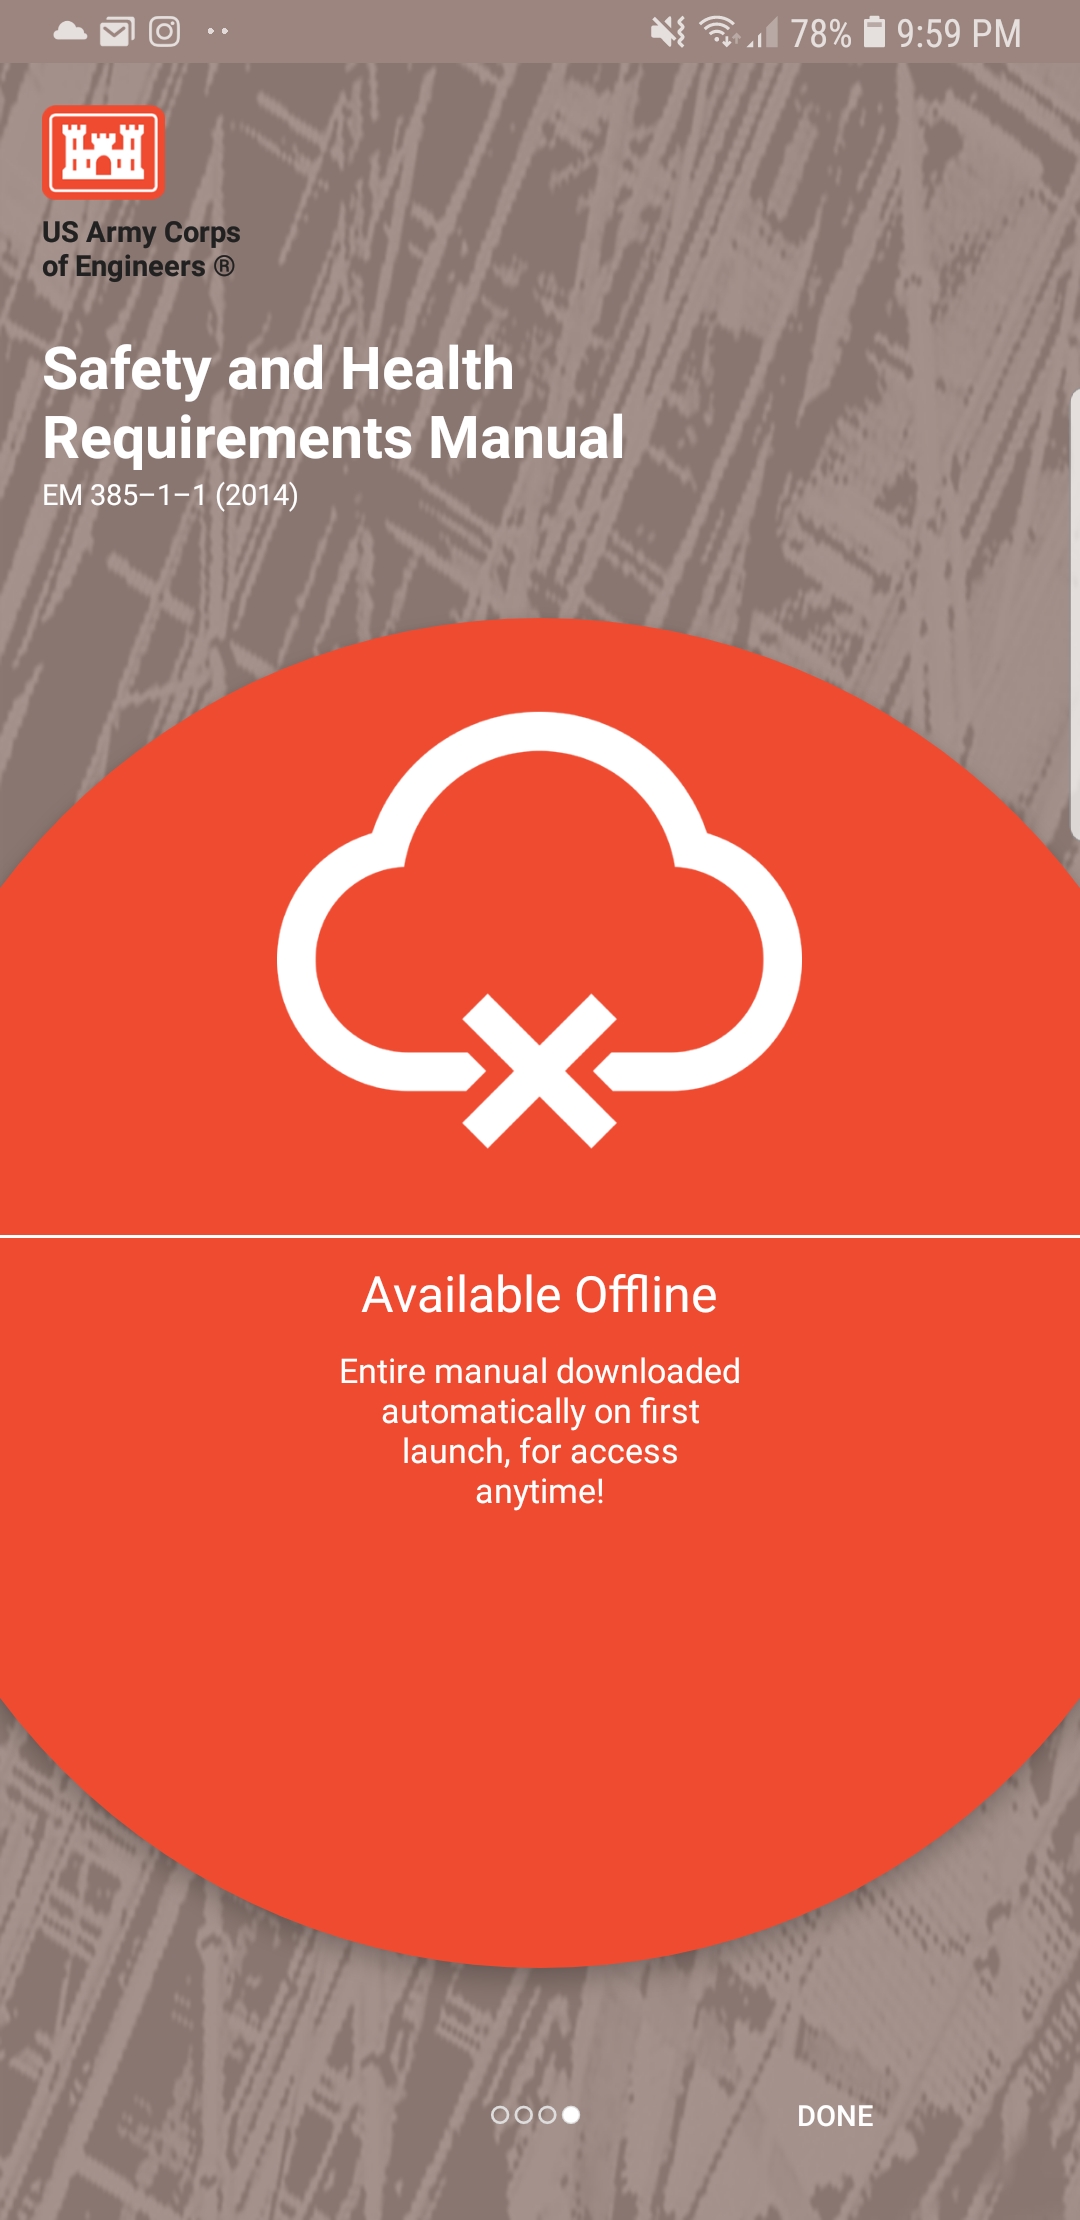 78% 9:59 PM
US Army Corps
of Engineers ®
Safety and Health
Requirements Manual
EM 385–1–1 (2014)
Available Offline
Entire manual downloaded
automatically on first
launch, for access
anytime!
DONE